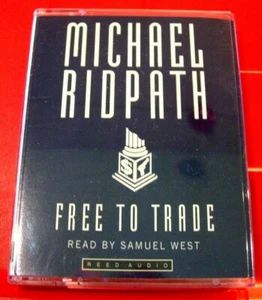 MICHAEL
RIDPATH
FREE TO TRADE
READ BY SAMUEL WEST
REED AUDIO